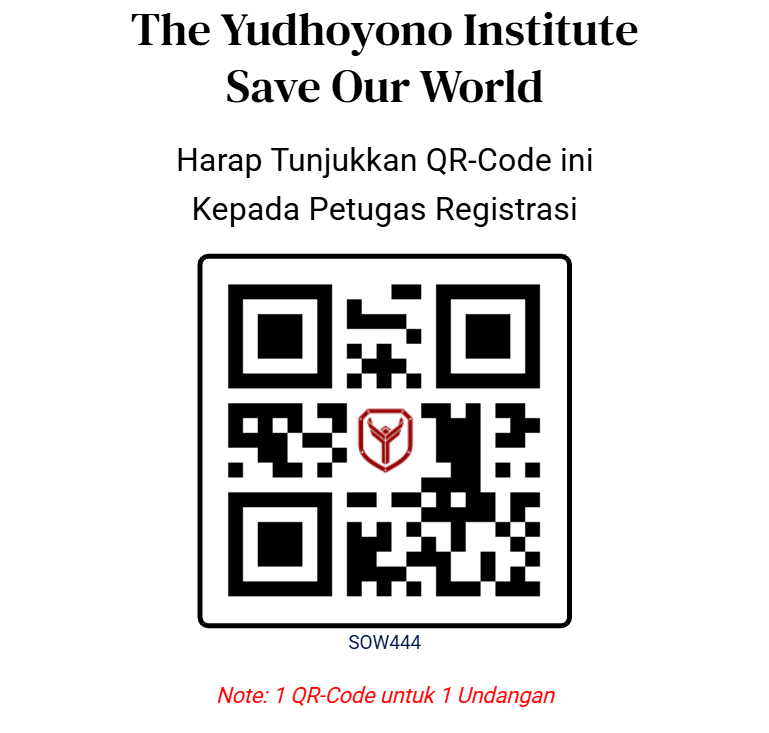 The Yudhoyono Institute
Save Our World
Harap Tunjukkan QR-Code ini
Kepada Petugas Registrasi
SOW444
Note: 1 QR-Code untuk 1 Undangan